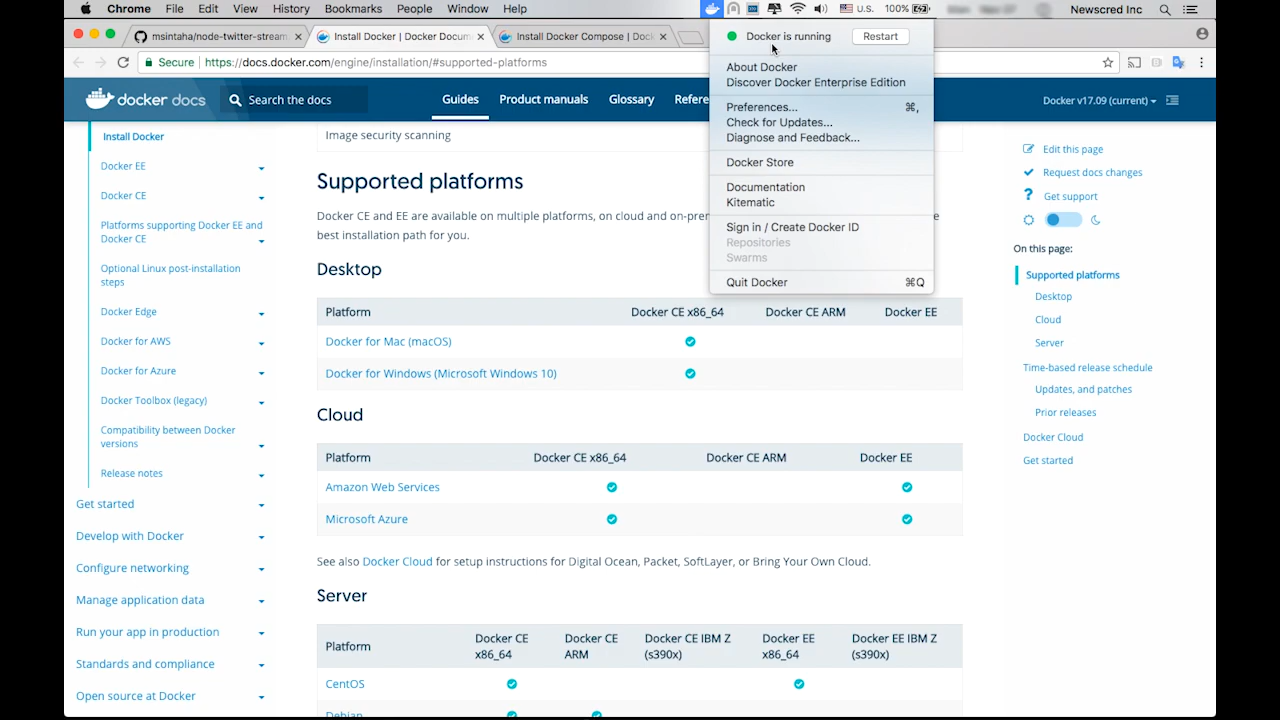 Chrome File Edit View History Bookmarks People Window Help U.S. 100% Newscred Inc
msintaha/node-twitter-stream Install Docker | Docker Docume Install Docker Compose | Dock
Secure https://docs.docker.com/engine/installation/#supported-platforms
docker docs Search the docs Guides Product manuals Glossary Refere Docker v17.09 (current)
Docker is running Restart
About Docker
Discover Docker Enterprise Edition
Preferences... ⌘,
Check for Updates...
Diagnose and Feedback...
Docker Store
Documentation
Kitematic
Sign in / Create Docker ID
Repositories
Swarms
Quit Docker ⌘Q
Install Docker
Docker EE
Docker CE
Platforms supporting Docker EE and
Docker CE
Optional Linux post-installation
steps
Docker Edge
Docker for AWS
Docker for Azure
Docker Toolbox (legacy)
Compatibility between Docker
versions
Release notes
Get started
Develop with Docker
Configure networking
Manage application data
Run your app in production
Standards and compliance
Open source at Docker
Image security scanning
Supported platforms
Docker CE and EE are available on multiple platforms, on cloud and on-pre
best installation path for you.
Desktop
Platform Docker CE x86_64 Docker CE ARM Docker EE
Docker for Mac (macOS)
Docker for Windows (Microsoft Windows 10)
Cloud
Platform Docker CE x86_64 Docker CE ARM Docker EE
Amazon Web Services
Microsoft Azure
See also Docker Cloud for setup instructions for Digital Ocean, Packet, SoftLayer, or Bring Your Own Cloud.
Server
Platform Docker CE x86_64 Docker CE ARM Docker CE IBM Z (s390x) Docker EE x86_64 Docker EE IBM Z (s390x)
CentOS
Debian
Edit this page
Request docs changes
Get support
On this page:
Supported platforms
Desktop
Cloud
Server
Time-based release schedule
Updates, and patches
Prior releases
Docker Cloud
Get started